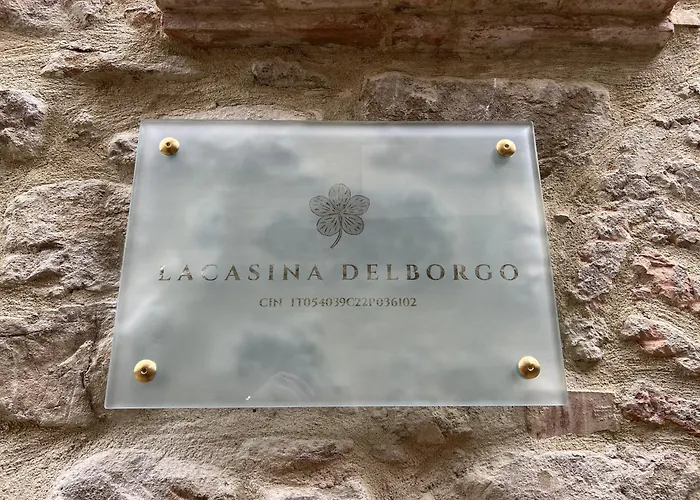 LACASINA DELBORGO
CIN IT054039C22P036102